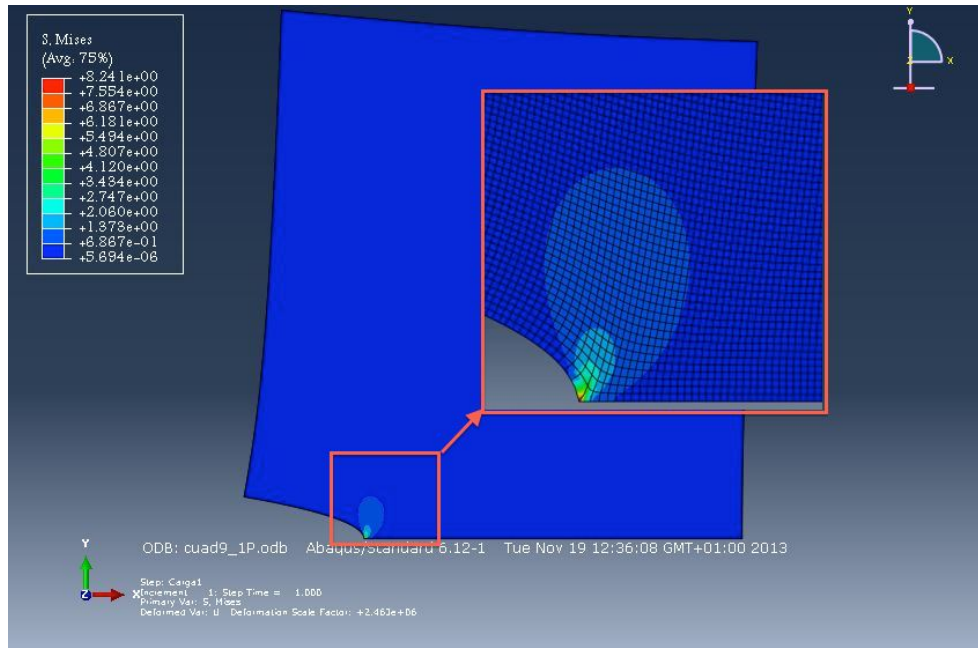 S, Mises
(Avg: 75%)
+8.241e+00
+7.554e+00
+6.867e+00
+6.181e+00
+5.494e+00
+4.807e+00
+4.120e+00
+3.434e+00
+2.747e+00
+2.060e+00
+1.373e+00
+6.867e-01
+5.694e-06
Y
Z
X
ODB: cuad9_1P.odb Abaqus/Standard 6.12-1 Tue Nov 19 12:36:08 GMT+01:00 2013
Y
Z
X
Step: Carga1
Increment 1: Step Time = 1.000
Primary Var: S, Mises
Deformed Var: U Deformation Scale Factor: +2.463e+06